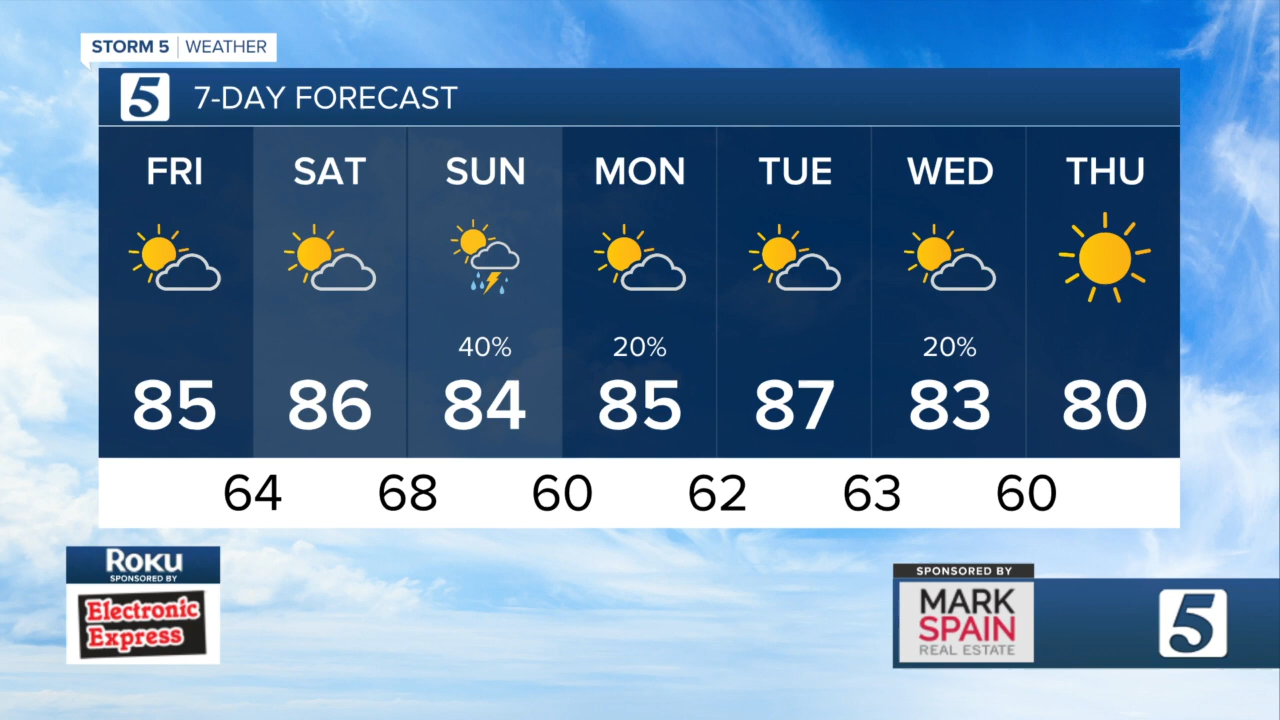 STORM 5 | WEATHER
5 7-DAY FORECAST
FRI SAT SUN MON TUE WED THU
40% 20% 20%
85 86 84 85 87 83 80
64 68 60 62 63 60
ROKU
SPONSORED BY
Electronic
Express
SPONSORED BY
MARK
SPAIN
REAL ESTATE
5